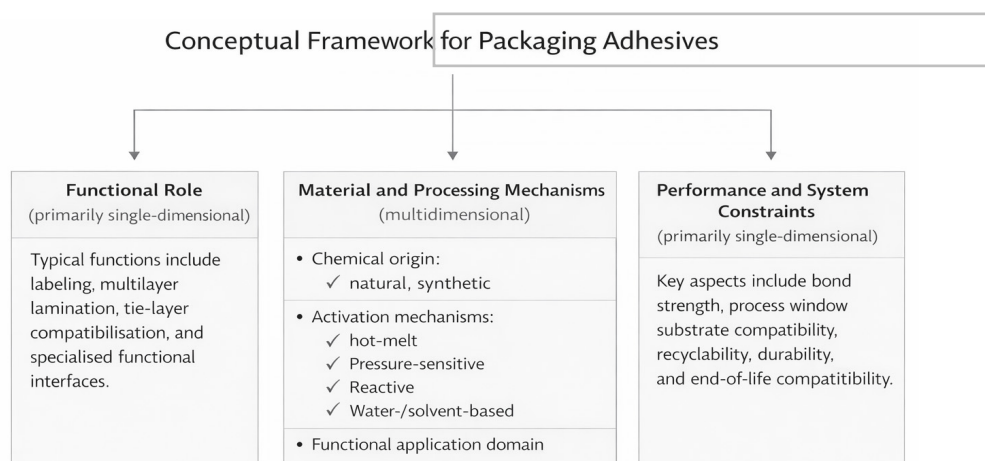 Conceptual Framework for Packaging Adhesives
Functional Role
(primarily single-dimensional)
Typical functions include
labeling, multilayer
lamination, tie-layer
compatibilisation, and
specialised functional
interfaces.
Material and Processing Mechanisms
(multidimensional)
• Chemical origin:
✓ natural, synthetic
• Activation mechanisms:
✓ hot-melt
✓ Pressure-sensitive
✓ Reactive
✓ Water-/solvent-based
• Functional application domain
Performance and System
Constraints
(primarily single-dimensional)
Key aspects include bond
strength, process window
substrate compatibility,
recyclability, durability,
and end-of-life compatitibility.